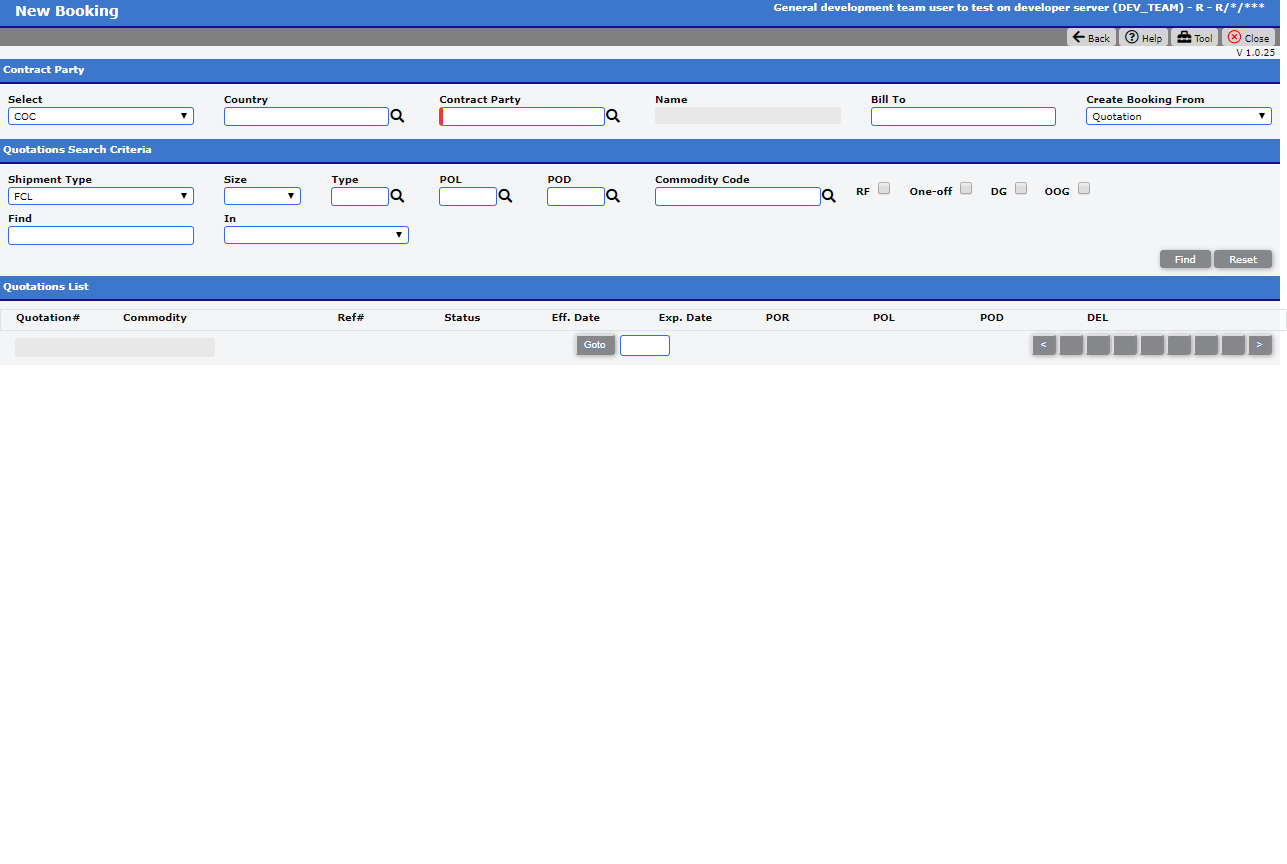 New Booking
General development team user to test on developer server (DEV_TEAM) - R - R/*/***
Back Help Tool Close
V 1.0.25
Contract Party
Select Country Contract Party Name Bill To Create Booking From
COC Quotation
Quotations Search Criteria
Shipment Type Size Type POL POD Commodity Code
FCL RF One-off DG OOG
Find In
Find Reset
Quotations List
Quotation# Commodity Ref# Status Eff. Date Exp. Date POR POL POD DEL
Goto < >